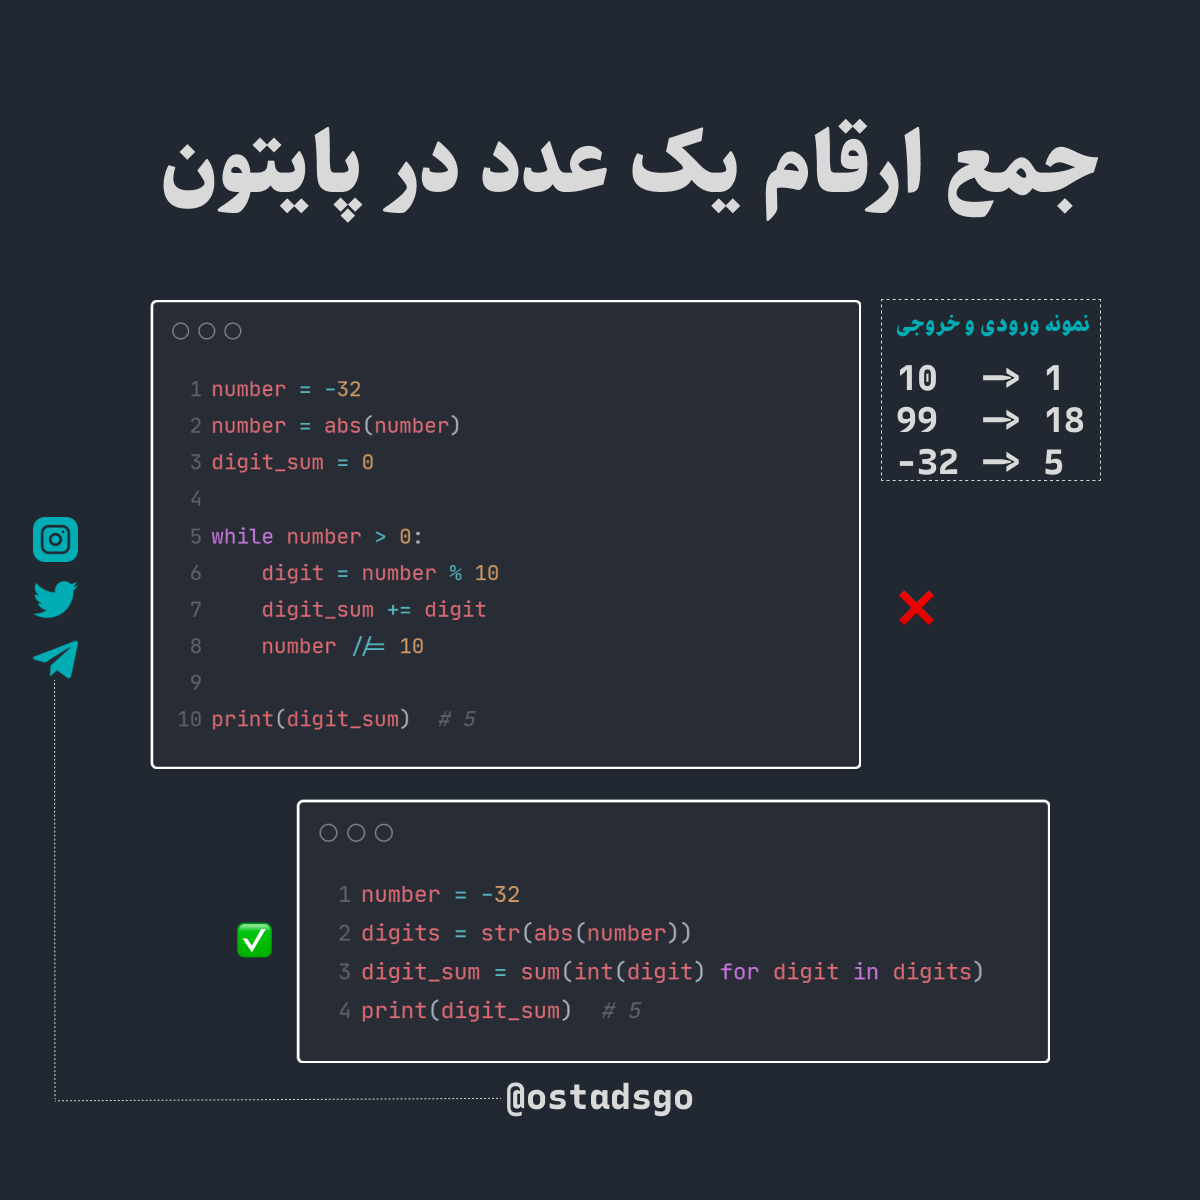 جمع ارقام یک عدد در پایتون
نمونه ورودی و خروجی
10 —> 1
99 —> 18
-32 —> 5
1 number = -32
2 number = abs(number)
3 digit_sum = 0
4
5 while number > 0:
6     digit = number % 10
7     digit_sum += digit
8     number //= 10
9
10 print(digit_sum)  # 5
1 number = -32
2 digits = str(abs(number))
3 digit_sum = sum(int(digit) for digit in digits)
4 print(digit_sum)  # 5
@ostadsgo